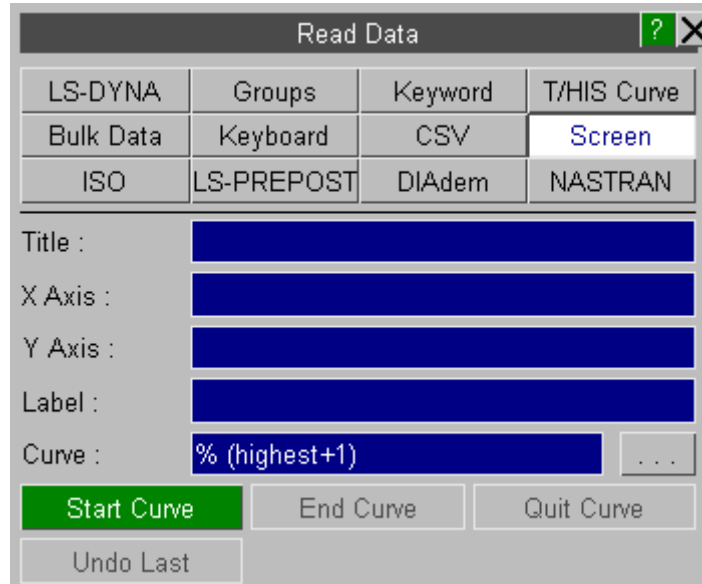 Read Data ?
LS-DYNA Groups Keyword T/HIS Curve
Bulk Data Keyboard CSV Screen
ISO LS-PREPOST DIAdem NASTRAN
Title :
X Axis :
Y Axis :
Label :
Curve : % (highest+1) . . .
Start Curve End Curve Quit Curve
Undo Last